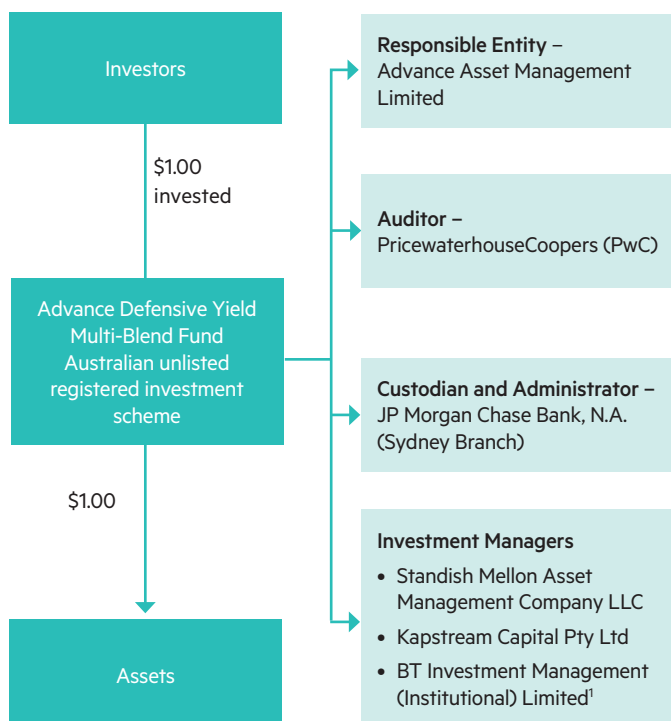 Investors
$1.00
invested
Advance Defensive Yield
Multi-Blend Fund
Australian unlisted
registered investment
scheme
$1.00
Assets
Responsible Entity –
Advance Asset Management
Limited
Auditor –
PricewaterhouseCoopers (PwC)
Custodian and Administrator –
JP Morgan Chase Bank, N.A.
(Sydney Branch)
Investment Managers
• Standish Mellon Asset
Management Company LLC
• Kapstream Capital Pty Ltd
• BT Investment Management
(Institutional) Limited¹